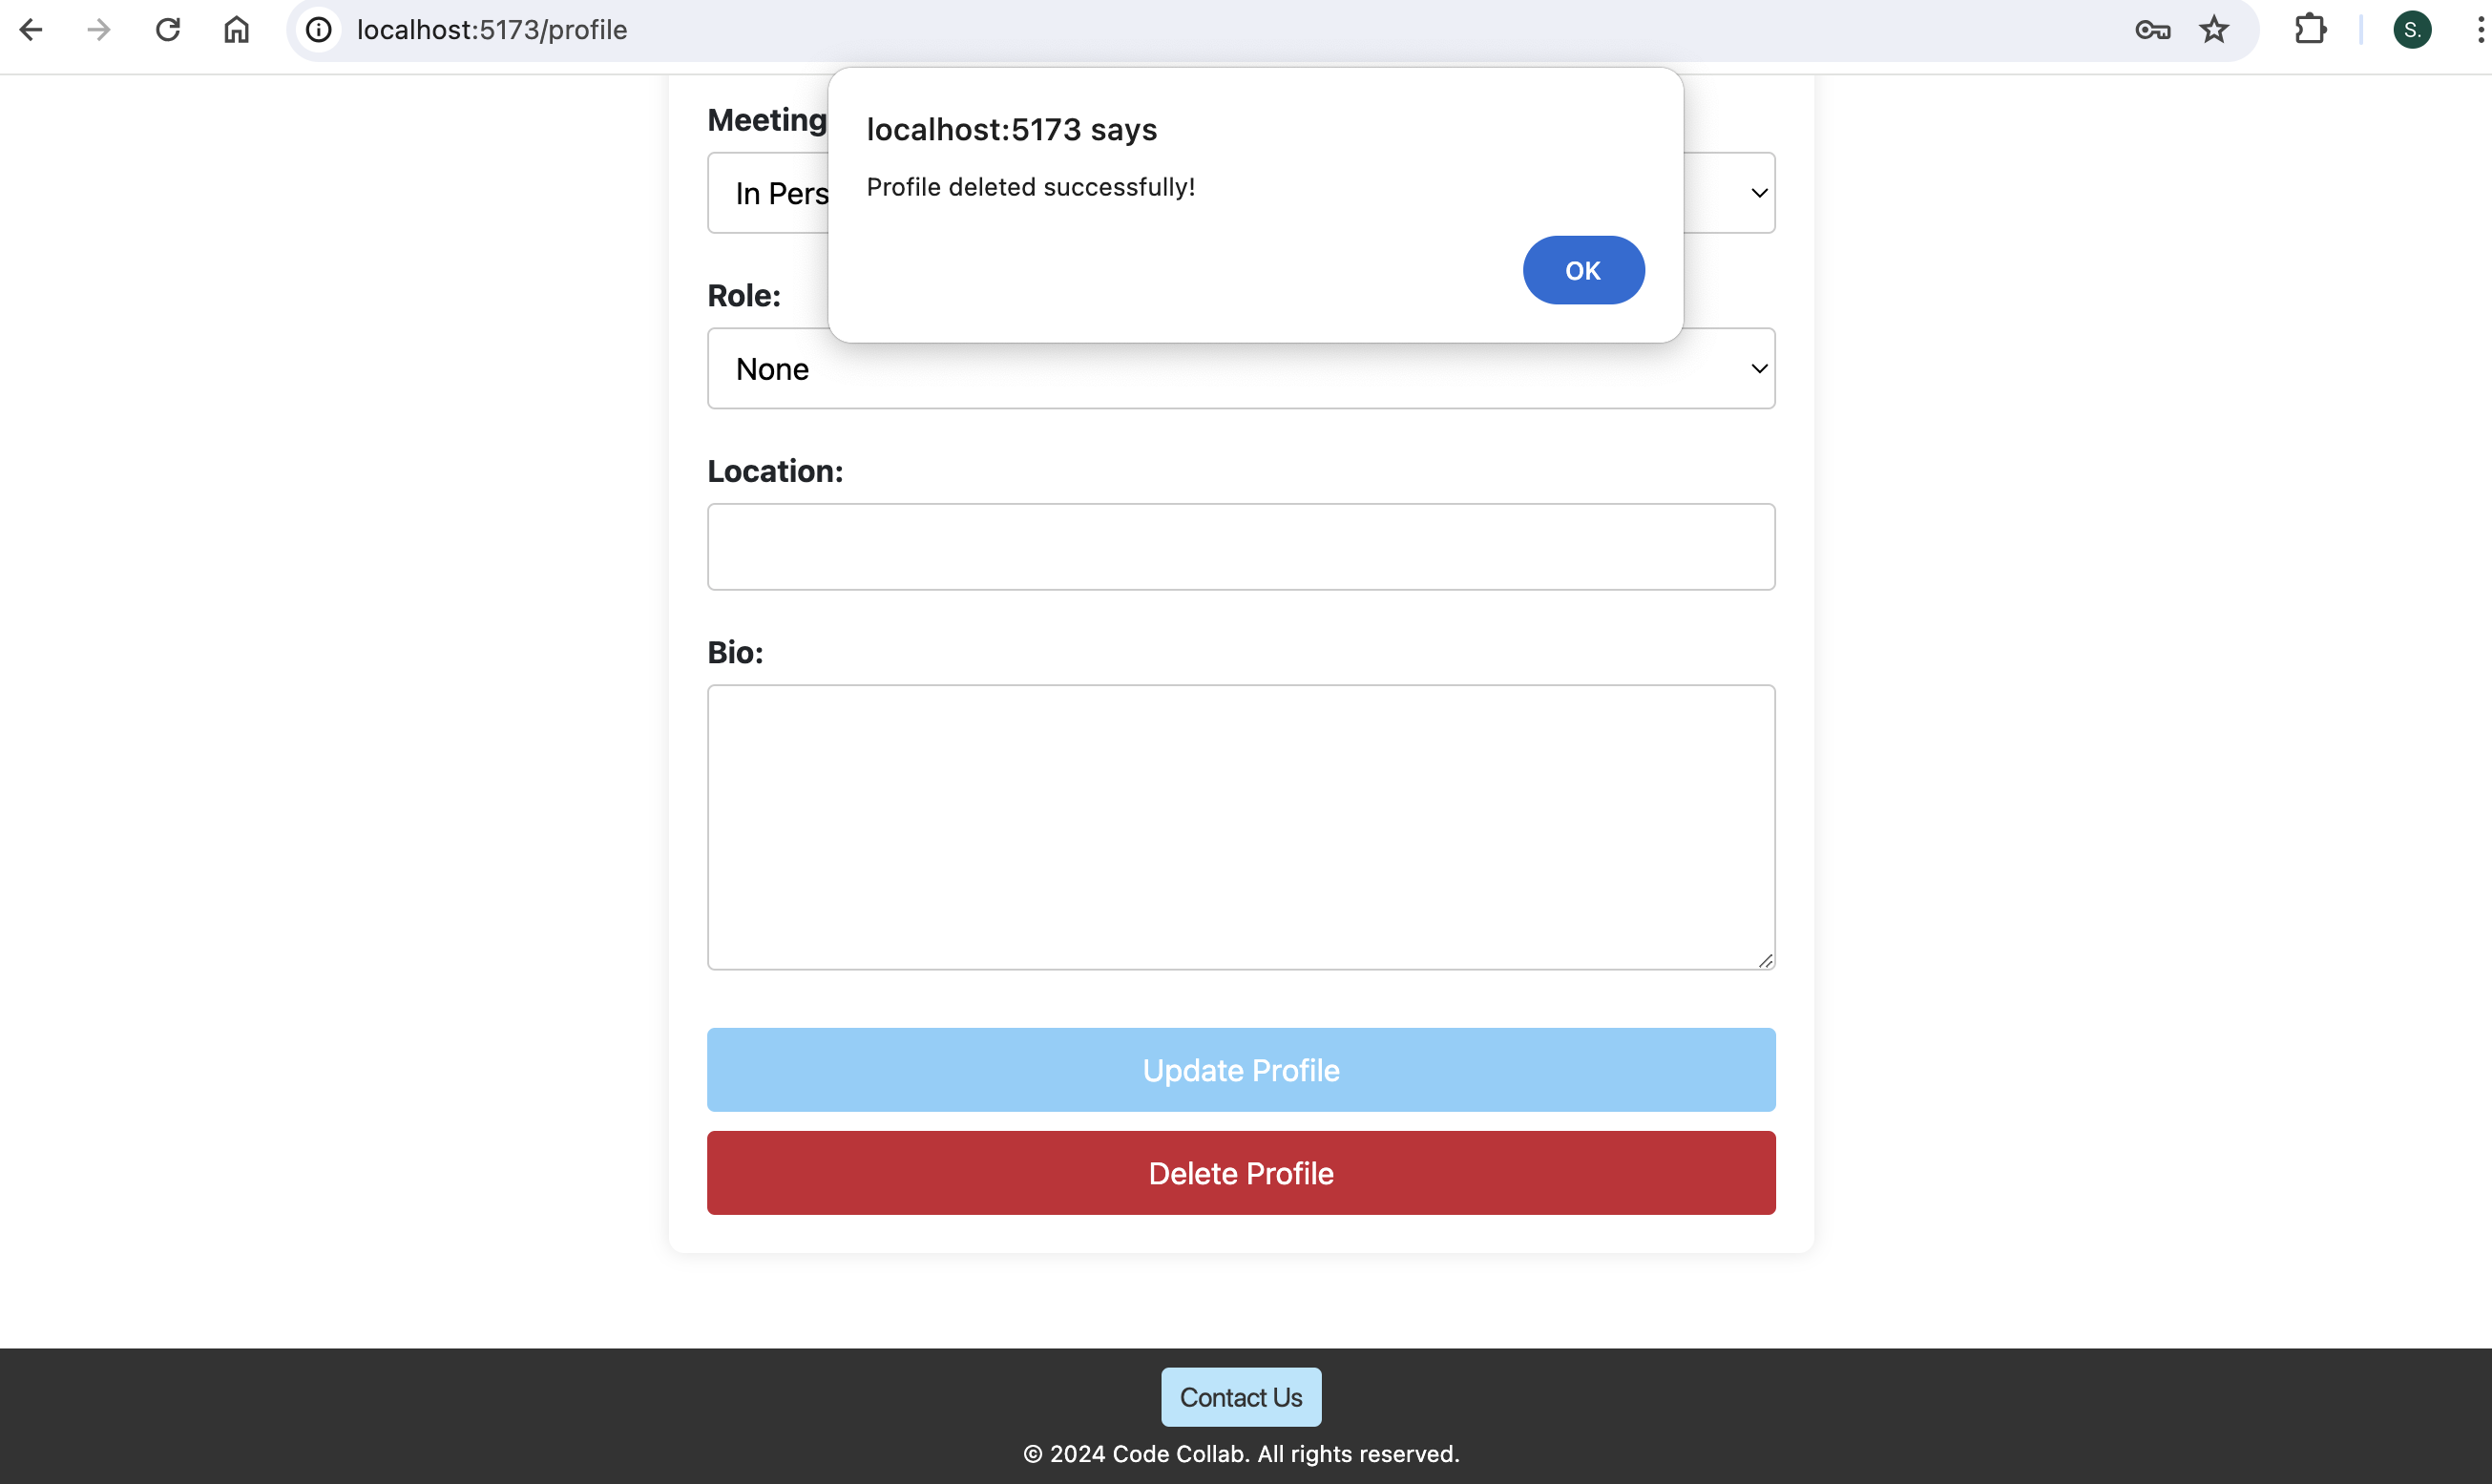 localhost:5173/profile
S.
localhost:5173 says
Profile deleted successfully!
OK
Meeting
In Pers
Role:
None
Location:
Bio:
Update Profile
Delete Profile
Contact Us
© 2024 Code Collab. All rights reserved.